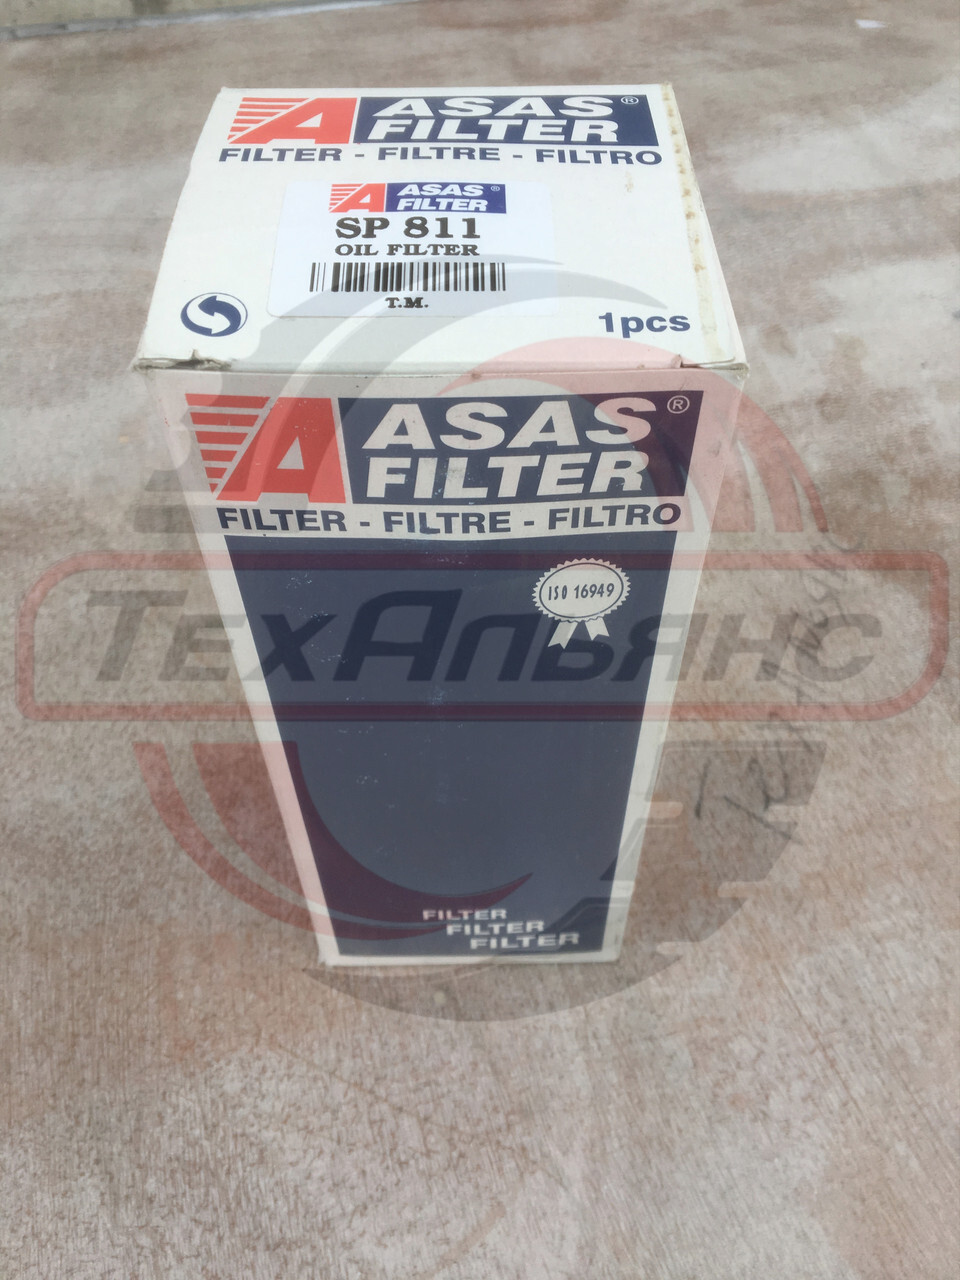 ASAS®
FILTER
FILTER - FILTRE - FILTRO
ASAS®
FILTER
SP 811
OIL FILTER
T.M.
1pcs
ASAS®
FILTER
FILTER - FILTRE - FILTRO
ISO 16949
ТехАльянс
FILTER
FILTER
FILTER